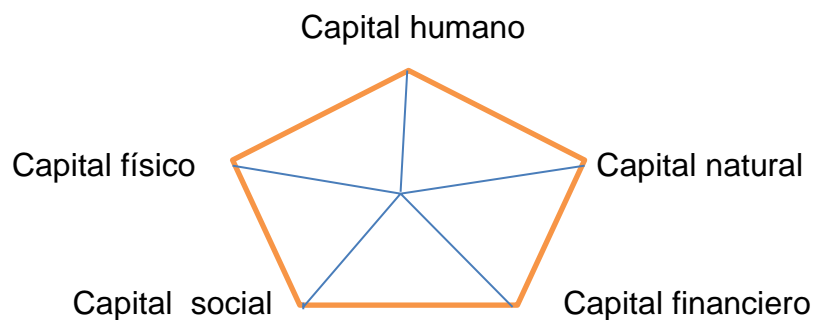 Capital humano
Capital físico
Capital natural
Capital social
Capital financiero